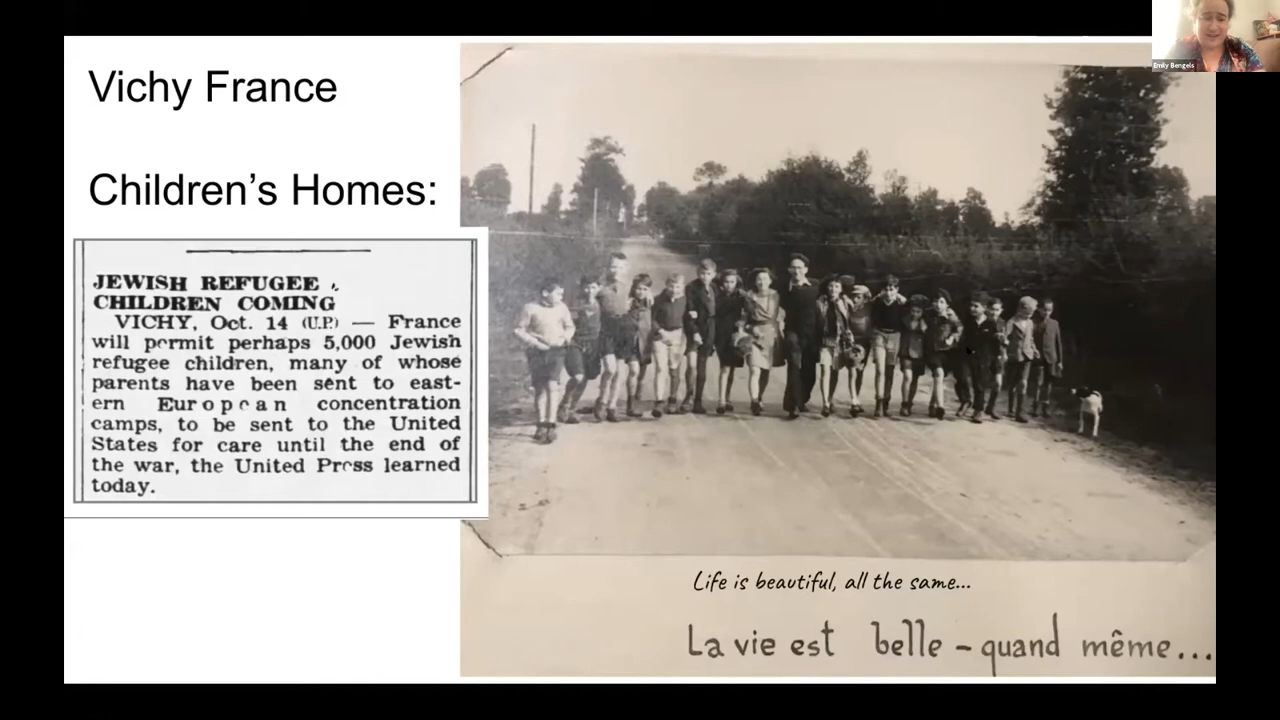 Vichy France
Children's Homes:
JEWISH REFUGEE
CHILDREN COMING
VICHY, Oct. 14 (U.P.) — France
will permit perhaps 5,000 Jewish
refugee children, many of whose
parents have been sent to east-
ern European concentration
camps, to be sent to the United
States for care until the end of
the war, the United Press learned
today.
Life is beautiful, all the same...
La vie est belle - quand même...
Emily Bengels